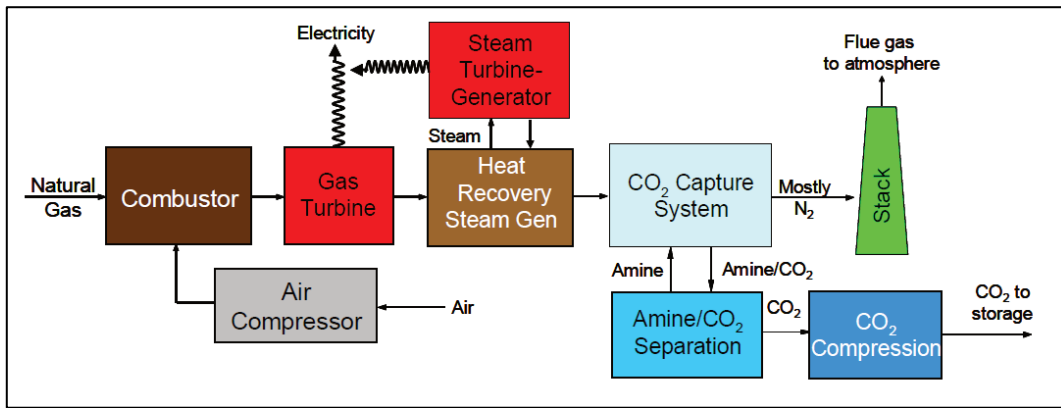 Electricity
Steam
Turbine-
Generator
Flue gas
to atmosphere
Steam
Natural
Gas
Combustor
Gas
Turbine
Heat
Recovery
Steam Gen
CO₂ Capture
System
Mostly
N₂
Stack
Air
Compressor
Air
Amine
Amine/CO₂
Amine/CO₂
Separation
CO₂
CO₂
Compression
CO₂ to
storage